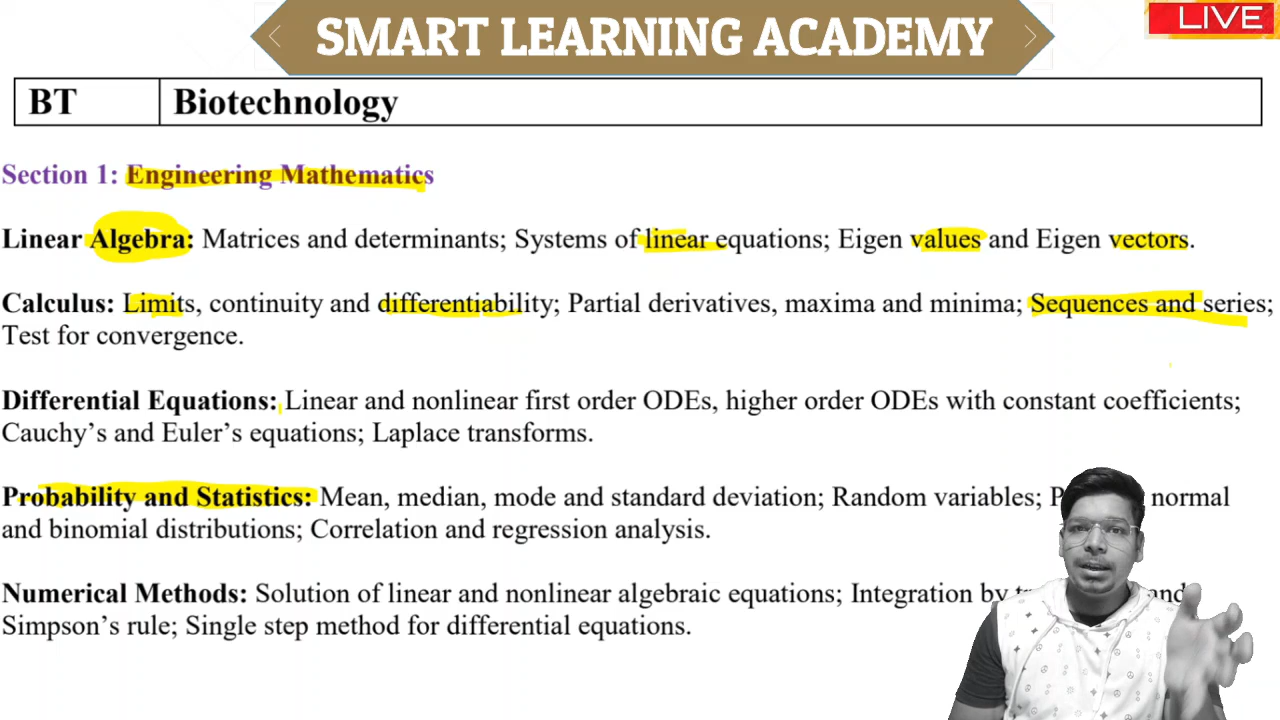 SMART LEARNING ACADEMY
LIVE
BT Biotechnology
Section 1: Engineering Mathematics
Linear Algebra: Matrices and determinants; Systems of linear equations; Eigen values and Eigen vectors.
Calculus: Limits, continuity and differentiability; Partial derivatives, maxima and minima; Sequences and series;
Test for convergence.
Differential Equations: Linear and nonlinear first order ODEs, higher order ODEs with constant coefficients;
Cauchy’s and Euler’s equations; Laplace transforms.
Probability and Statistics: Mean, median, mode and standard deviation; Random variables; normal
and binomial distributions; Correlation and regression analysis.
Numerical Methods: Solution of linear and nonlinear algebraic equations; Integration by and
Simpson’s rule; Single step method for differential equations.